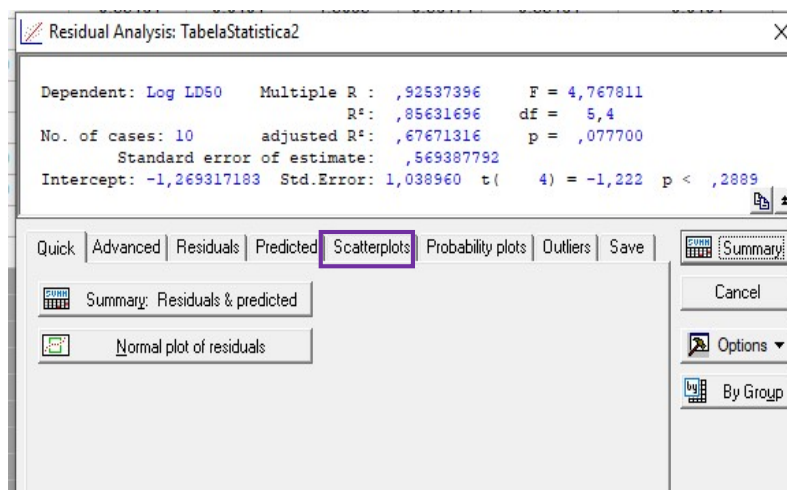 Residual Analysis: TabelaStatistica2
Dependent: Log LD50 Multiple R : ,92537396 F = 4,767811
R²: ,85631696 df = 5,4
No. of cases: 10 adjusted R²: ,67671316 p = ,077700
Standard error of estimate: ,569387792
Intercept: -1,269317183 Std.Error: 1,038960 t( 4) = -1,222 p < ,2889
Quick Advanced Residuals Predicted Scatterplots Probability plots Outliers Save
Summary
Summary: Residuals & predicted
Cancel
Normal plot of residuals
Options
By Group